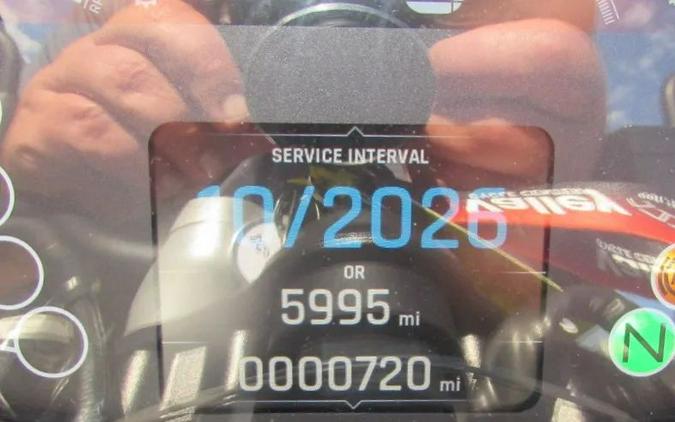 SERVICE INTERVAL
10/2026
OR
5995 mi
0000720 mi
N